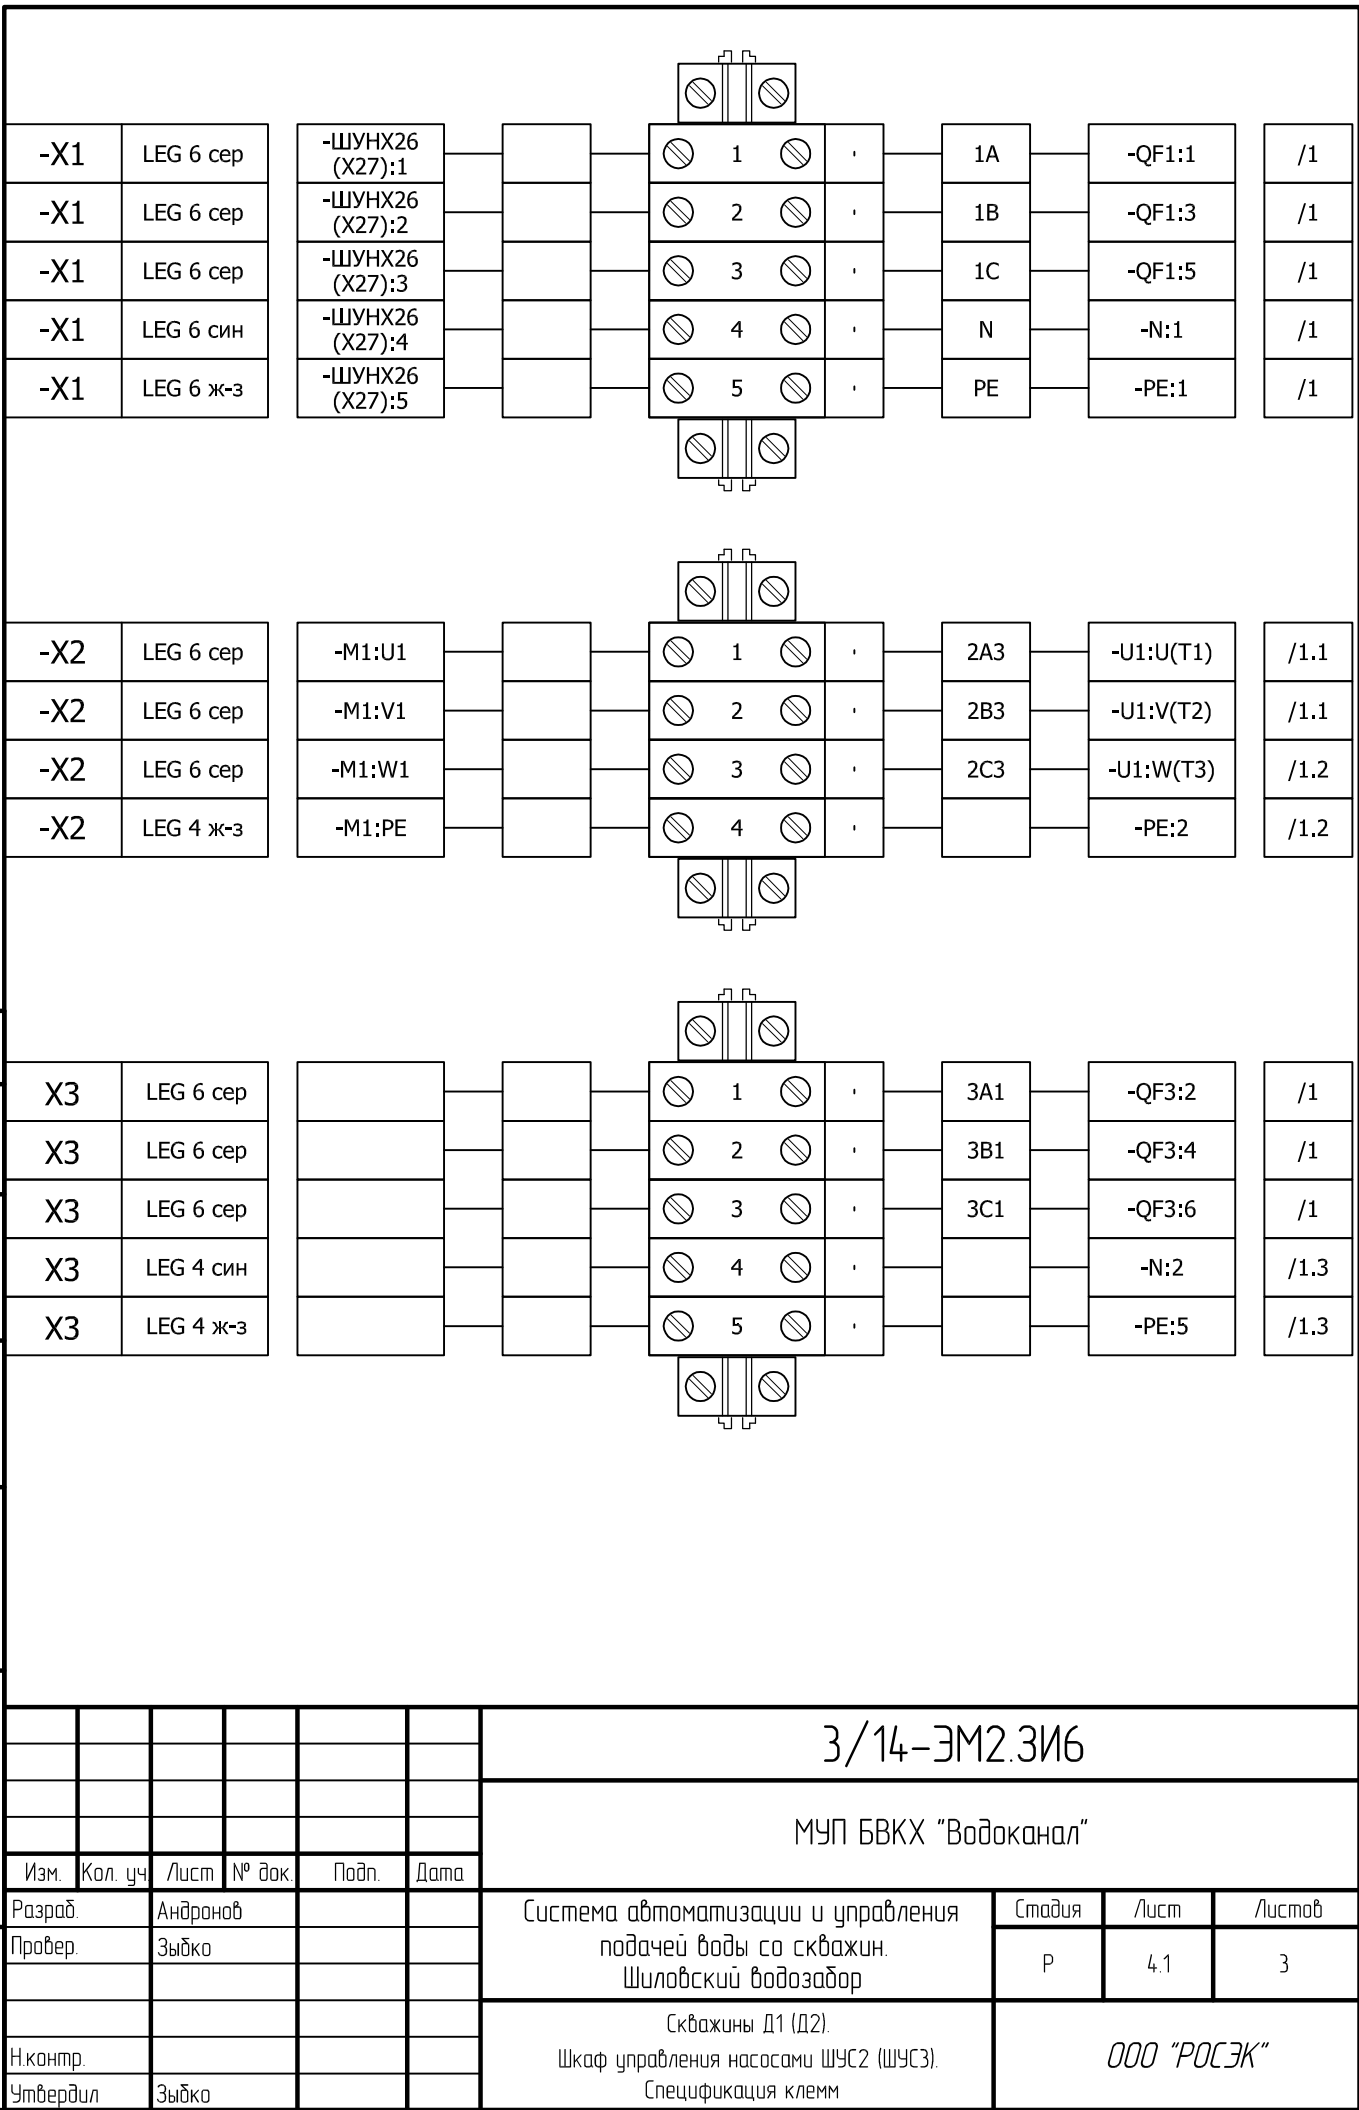 -X1 LEG 6 сер -ШУНХ26 (X27):1 1 1A -QF1:1 /1
-X1 LEG 6 сер -ШУНХ26 (X27):2 2 1B -QF1:3 /1
-X1 LEG 6 сер -ШУНХ26 (X27):3 3 1C -QF1:5 /1
-X1 LEG 6 син -ШУНХ26 (X27):4 4 N -N:1 /1
-X1 LEG 6 ж-з -ШУНХ26 (X27):5 5 PE -PE:1 /1
-X2 LEG 6 сер -M1:U1 1 2A3 -U1:U(T1) /1.1
-X2 LEG 6 сер -M1:V1 2 2B3 -U1:V(T2) /1.1
-X2 LEG 6 сер -M1:W1 3 2C3 -U1:W(T3) /1.2
-X2 LEG 4 ж-з -M1:PE 4 -PE:2 /1.2
X3 LEG 6 сер 1 3A1 -QF3:2 /1
X3 LEG 6 сер 2 3B1 -QF3:4 /1
X3 LEG 6 сер 3 3C1 -QF3:6 /1
X3 LEG 4 син 4 -N:2 /1.3
X3 LEG 4 ж-з 5 -PE:5 /1.3
3/14-ЭМ2.ЗИ6
МУП БВКХ "Водоканал"
Изм. Кол. уч. Лист № док. Подп. Дата
Разраб. Андронов
Провер. Зыбко
Н.контр.
Утвердил Зыбко
Система автоматизации и управления
подачей воды со скважин.
Шиловский водозабор
Стадия Лист Листов
Р 4.1 3
Скважины Д1 (Д2).
Шкаф управления насосами ШУС2 (ШУС3).
Спецификация клемм
ООО "РОСЭК"